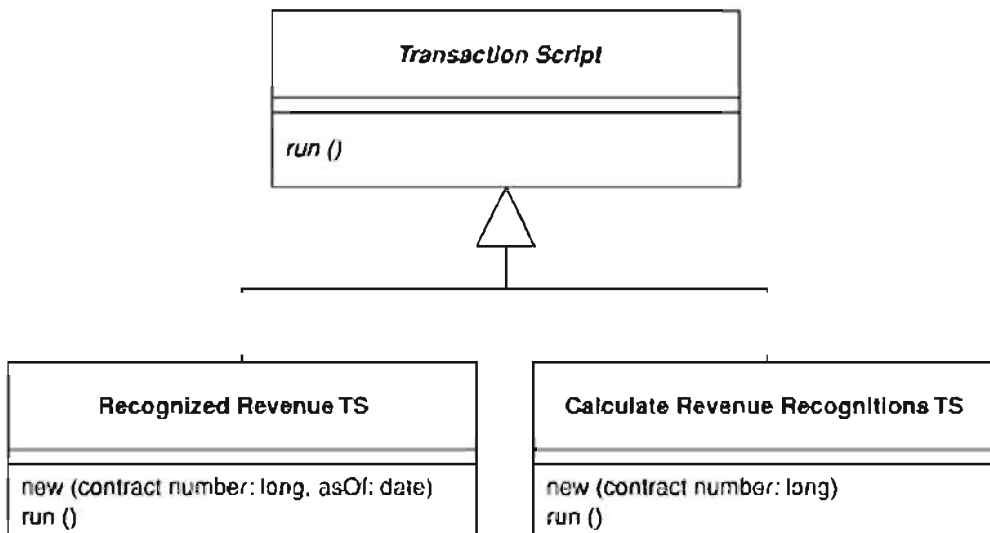 Transaction Script
run ()
Recognized Revenue TS
new (contract number: long, asOf: date)
run ()
Calculate Revenue Recognitions TS
new (contract number: long)
run ()